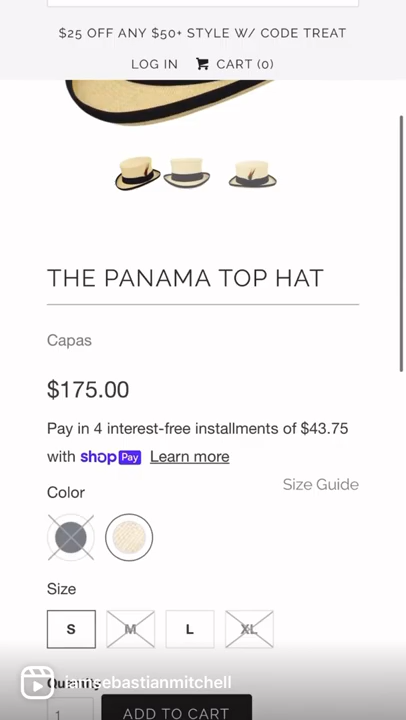 $25 OFF ANY $50+ STYLE W/ CODE TREAT
LOG IN CART (0)
THE PANAMA TOP HAT
Capas
$175.00
Pay in 4 interest-free installments of $43.75
with shop Pay Learn more
Size Guide
Color
Size
S M L XL
Quantity
iamsebastianmitchell
1 ADD TO CART